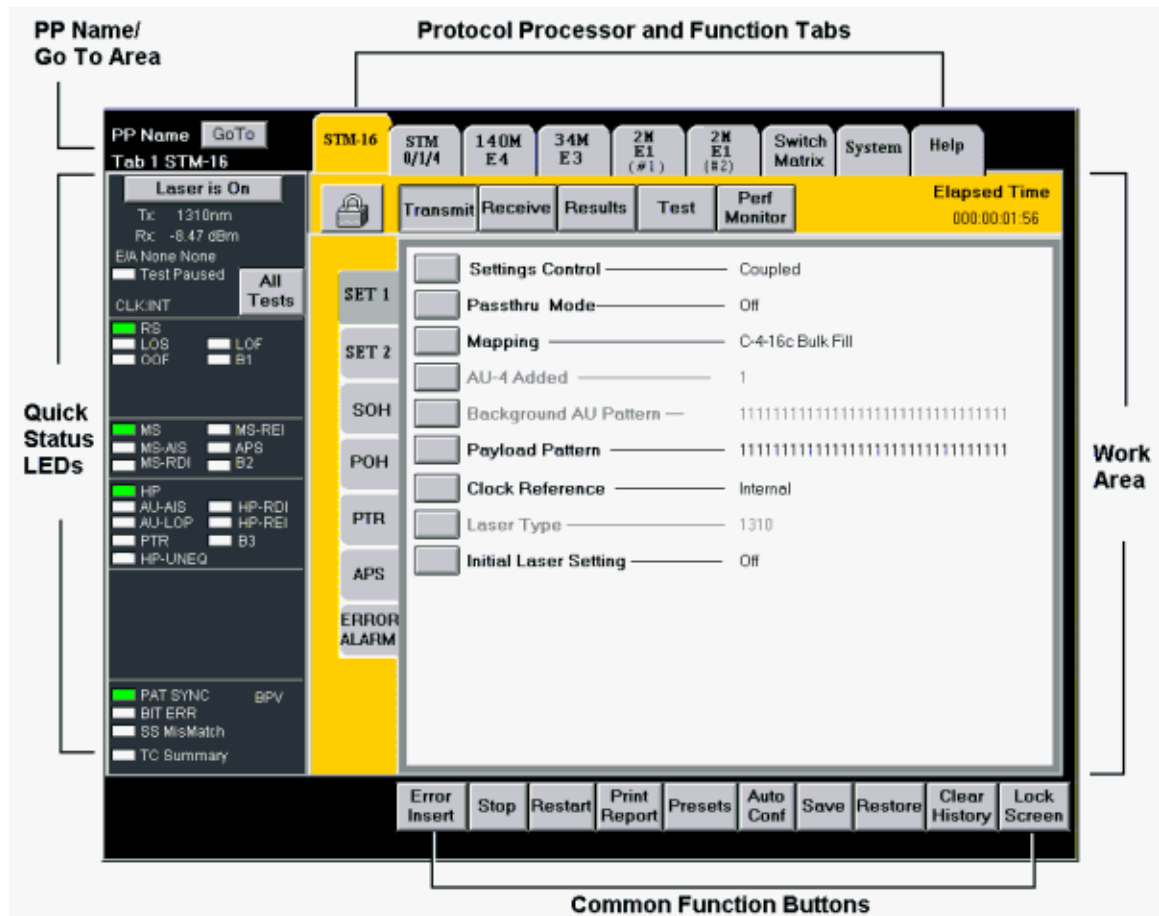 PP Name/
Go To Area
Protocol Processor and Function Tabs
PP Name GoTo
Tab 1 STM-16
STM-16
STM
0/1/4
140M
E4
34M
E3
2M
E1
(#1)
2M
E1
(#2)
Switch
Matrix
System
Help
Laser is On
Tx: 1310nm
Rx: -8.47 dBm
E/A None None
Test Paused
All
Tests
CLK:INT
Transmit
Receive
Results
Test
Perf
Monitor
Elapsed Time
000:00:01:56
RS
LOS LOF
OOF B1
MS MS-REI
MS-AIS APS
MS-RDI B2
HP
AU-AIS HP-RDI
AU-LOP HP-REI
PTR B3
HP-UNEQ
PAT SYNC BPV
BIT ERR
SS MisMatch
TC Summary
SET 1
SET 2
SOH
POH
PTR
APS
ERROR
ALARM
Settings Control Coupled
Passthru Mode Off
Mapping C-4-16c Bulk Fill
AU-4 Added 1
Background AU Pattern 11111111111111111111111111111111
Payload Pattern 11111111111111111111111111111111
Clock Reference Internal
Laser Type 1310
Initial Laser Setting Off
Quick
Status
LEDs
Work
Area
Error
Insert
Stop
Restart
Print
Report
Presets
Auto
Conf
Save
Restore
Clear
History
Lock
Screen
Common Function Buttons